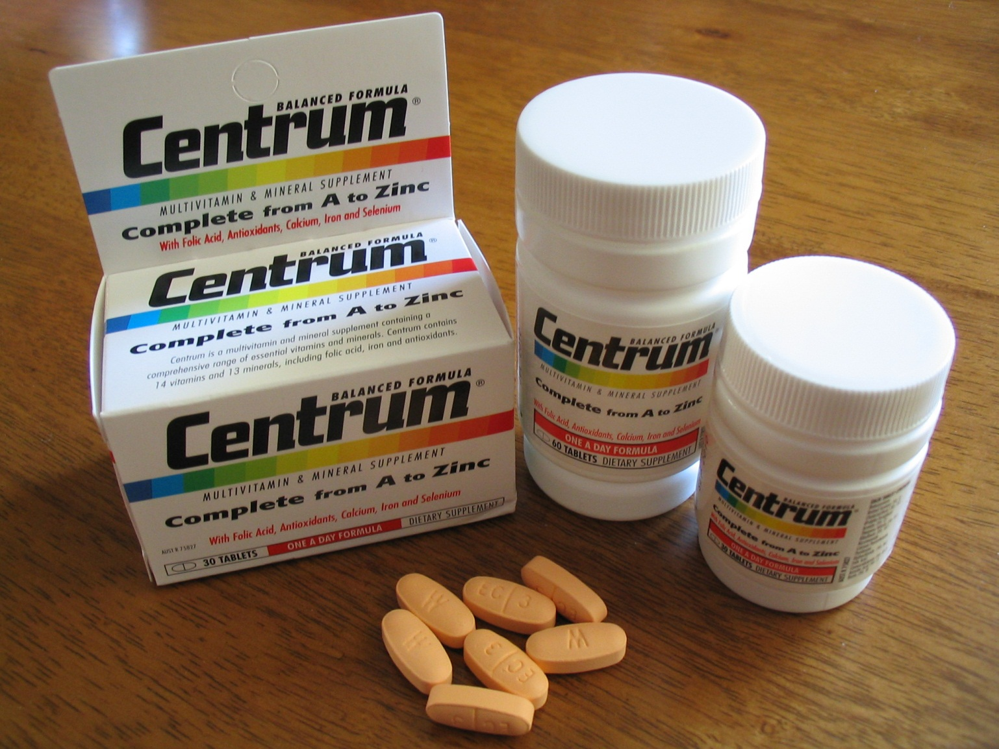 BALANCED FORMULA
Centrum®
MULTIVITAMIN & MINERAL SUPPLEMENT
Complete from A to Zinc
With Folic Acid, Antioxidants, Calcium, Iron and Selenium
BALANCED FORMULA
Centrum®
MULTIVITAMIN & MINERAL SUPPLEMENT
Complete from A to Zinc
Centrum is a multivitamin and mineral supplement containing a
comprehensive range of essential vitamins and minerals. Centrum contains
14 vitamins and 13 minerals, including folic acid, iron and antioxidants.
BALANCED FORMULA
Centrum®
MULTIVITAMIN & MINERAL SUPPLEMENT
Complete from A to Zinc
With Folic Acid, Antioxidants, Calcium, Iron and Selenium
AUST R 75827
30 TABLETS ONE A DAY FORMULA DIETARY SUPPLEMENT
BALANCED FORMULA
Centrum®
MULTIVITAMIN & MINERAL SUPPLEMENT
Complete from A to Zinc
With Folic Acid, Antioxidants, Calcium, Iron and Selenium
ONE A DAY FORMULA
60 TABLETS DIETARY SUPPLEMENT
BALANCED FORMULA
Centrum
MULTIVITAMIN & MINERAL SUPPLEMENT
Complete from A to Zinc
With Folic Acid, Antioxidants, Calcium, Iron and Selenium
ONE A DAY FORMULA
30 TABLETS DIETARY SUPPLEMENT
W
EC 3
W
W
EC 3